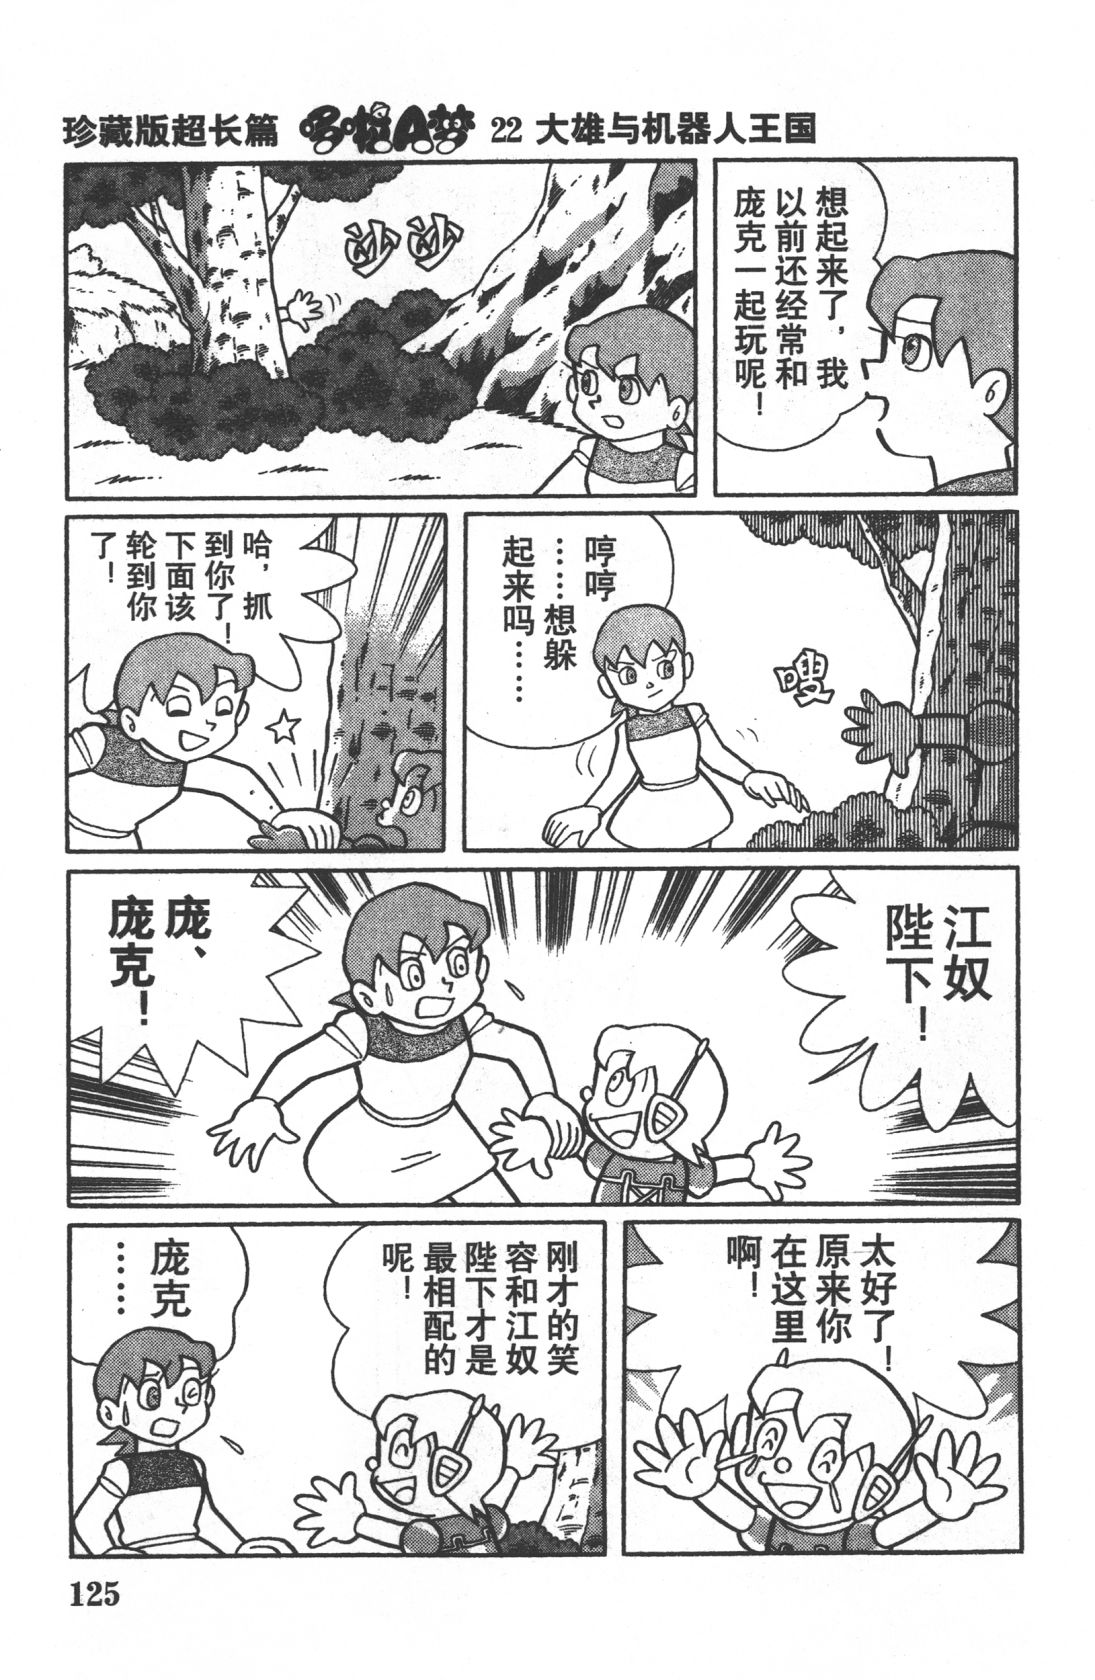 珍藏版超长篇 哆啦A梦 22 大雄与机器人王国
想起来了，我
以前还经常和
庞克一起玩呢！
沙沙
哼哼
……想躲
起来吗……
嗖
哈，抓
到你了！
下面该
轮到你
了！
江奴
陛下！
庞、
庞克！
太好了！
原来你
在这里
啊！
刚才的笑
容和江奴
陛下才是
最相配的
呢！
庞克
……
125